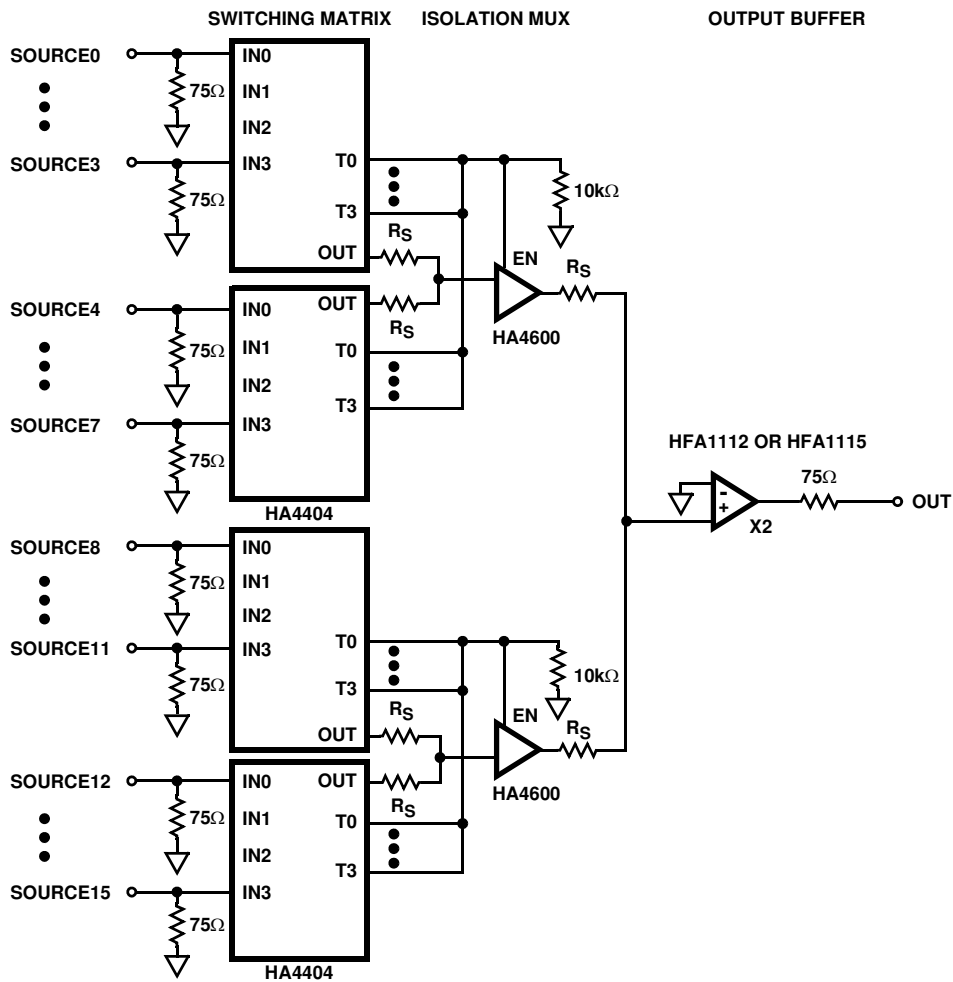 SWITCHING MATRIX
ISOLATION MUX
OUTPUT BUFFER
SOURCE0
75Ω
IN0
IN1
IN2
SOURCE3
75Ω
IN3
T0
T3
OUT
RS
10kΩ
EN
RS
HA4600
SOURCE4
75Ω
IN0
IN1
IN2
OUT
RS
T0
T3
SOURCE7
75Ω
IN3
HA4404
HFA1112 OR HFA1115
75Ω
-
+
X2
OUT
SOURCE8
75Ω
IN0
IN1
IN2
SOURCE11
75Ω
IN3
T0
T3
OUT
RS
10kΩ
EN
RS
HA4600
SOURCE12
75Ω
IN0
IN1
IN2
OUT
RS
T0
T3
SOURCE15
75Ω
IN3
HA4404